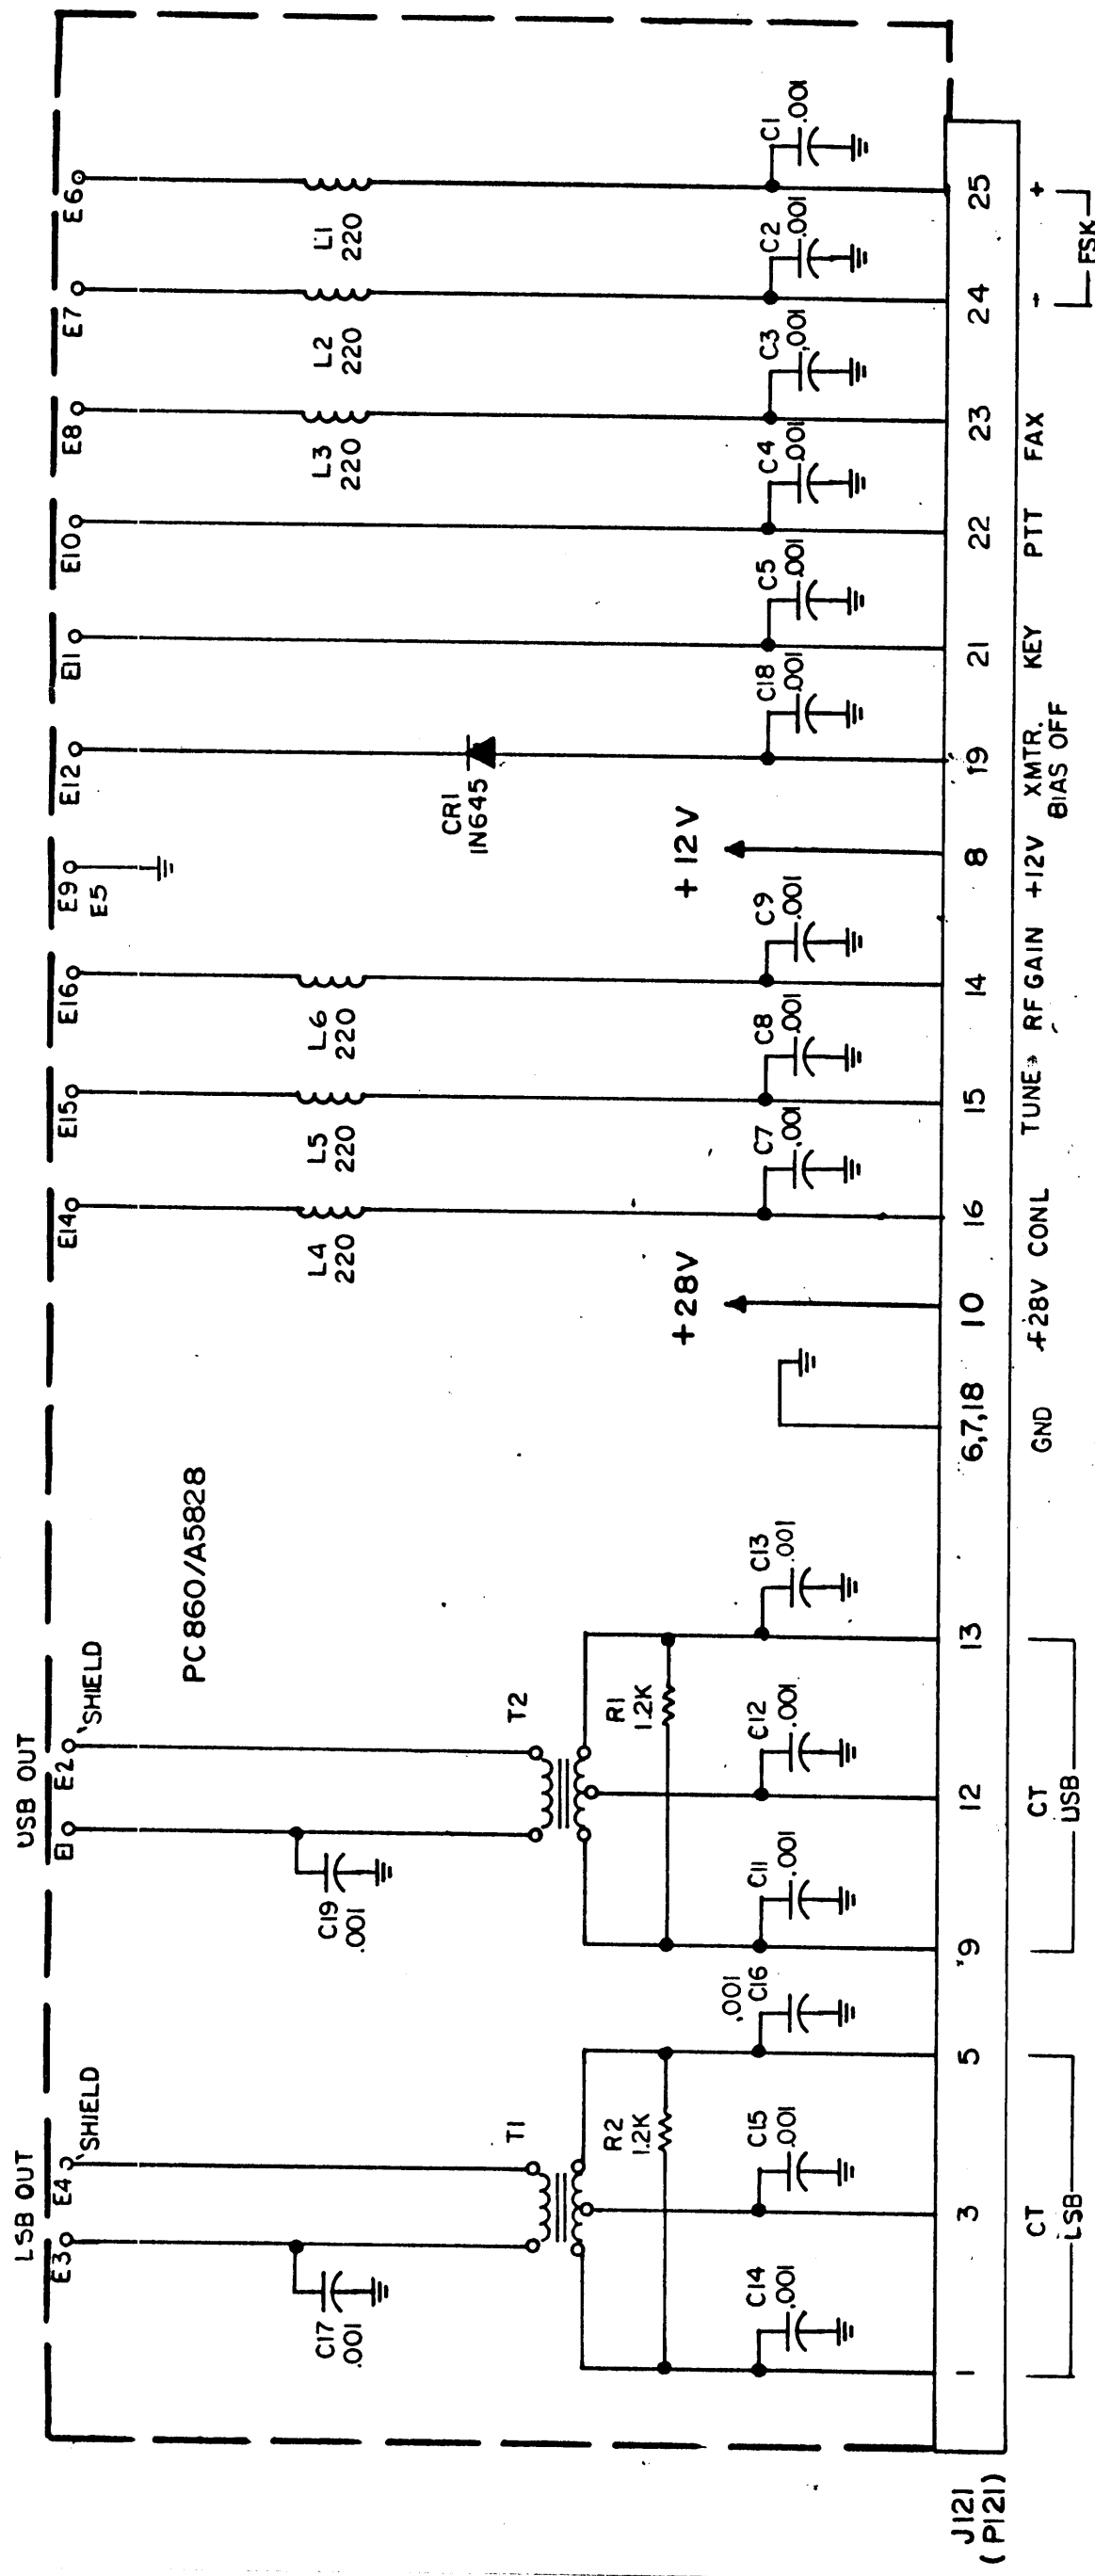 LSB OUT
USB OUT
E3
E4
SHIELD
E1
E2
SHIELD
E14
E15
E16
E9
E5
E12
E11
E10
E8
E7
E6
PC860/A5828
C17
.001
C19
.001
L4
220
L5
220
L6
220
CR1
IN645
L3
220
L2
220
L1
220
T1
T2
R2
1.2K
R1
1.2K
+28V
+12V
C14
.001
C15
.001
.001
C16
C11
.001
C12
.001
C13
.001
C7
.001
C8
.001
C9
.001
C18
.001
C5
.001
C4
.001
C3
.001
C2
.001
C1
.001
J121
(P121)
1
3
5
9
12
13
6,7,18
10
16
15
14
8
19
21
22
23
24
25
CT
LSB
CT
USB
GND
+28V
CONL
TUNE
RF GAIN
+12V
XMTR.
BIAS OFF
KEY
PTT
FAX
-
+
FSK